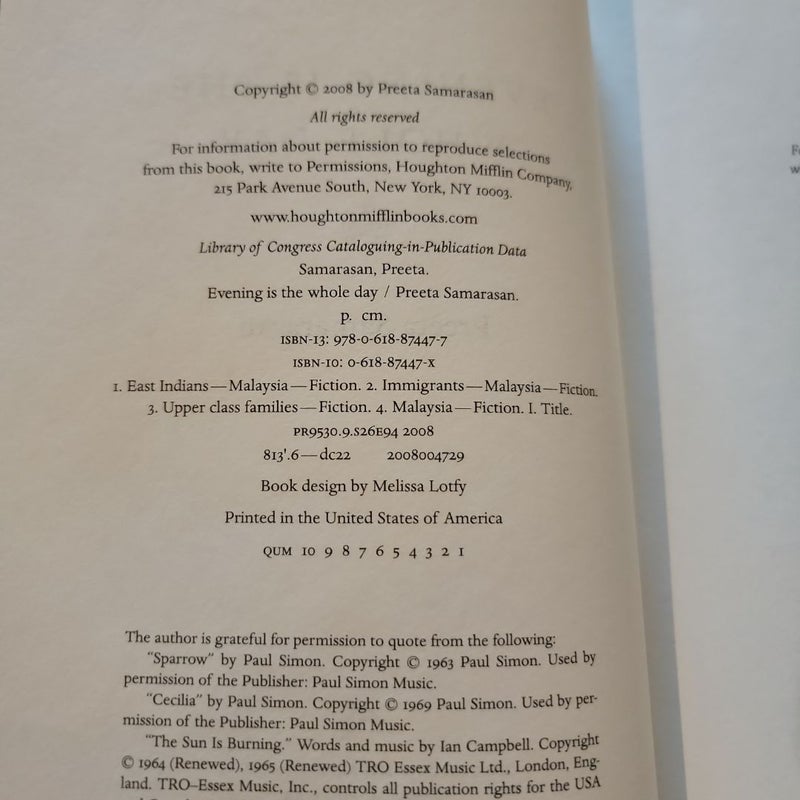 Copyright © 2008 by Preeta Samarasan
All rights reserved
For information about permission to reproduce selections
from this book, write to Permissions, Houghton Mifflin Company,
215 Park Avenue South, New York, NY 10003.
www.houghtonmifflinbooks.com
Library of Congress Cataloguing-in-Publication Data
Samarasan, Preeta.
Evening is the whole day / Preeta Samarasan.
p. cm.
ISBN-13: 978-0-618-87447-7
ISBN-10: 0-618-87447-X
1. East Indians—Malaysia—Fiction. 2. Immigrants—Malaysia—Fiction.
3. Upper class families—Fiction. 4. Malaysia—Fiction. I. Title.
PR9530.9.S26E94 2008
813'.6—dc22 2008004729
Book design by Melissa Lotfy
Printed in the United States of America
QUM 10 9 8 7 6 5 4 3 2 1
The author is grateful for permission to quote from the following:
"Sparrow" by Paul Simon. Copyright © 1963 Paul Simon. Used by
permission of the Publisher: Paul Simon Music.
"Cecilia" by Paul Simon. Copyright © 1969 Paul Simon. Used by per-
mission of the Publisher: Paul Simon Music.
"The Sun Is Burning." Words and music by Ian Campbell. Copyright
© 1964 (Renewed), 1965 (Renewed) TRO Essex Music Ltd., London, Eng-
land. TRO–Essex Music, Inc., controls all publication rights for the USA